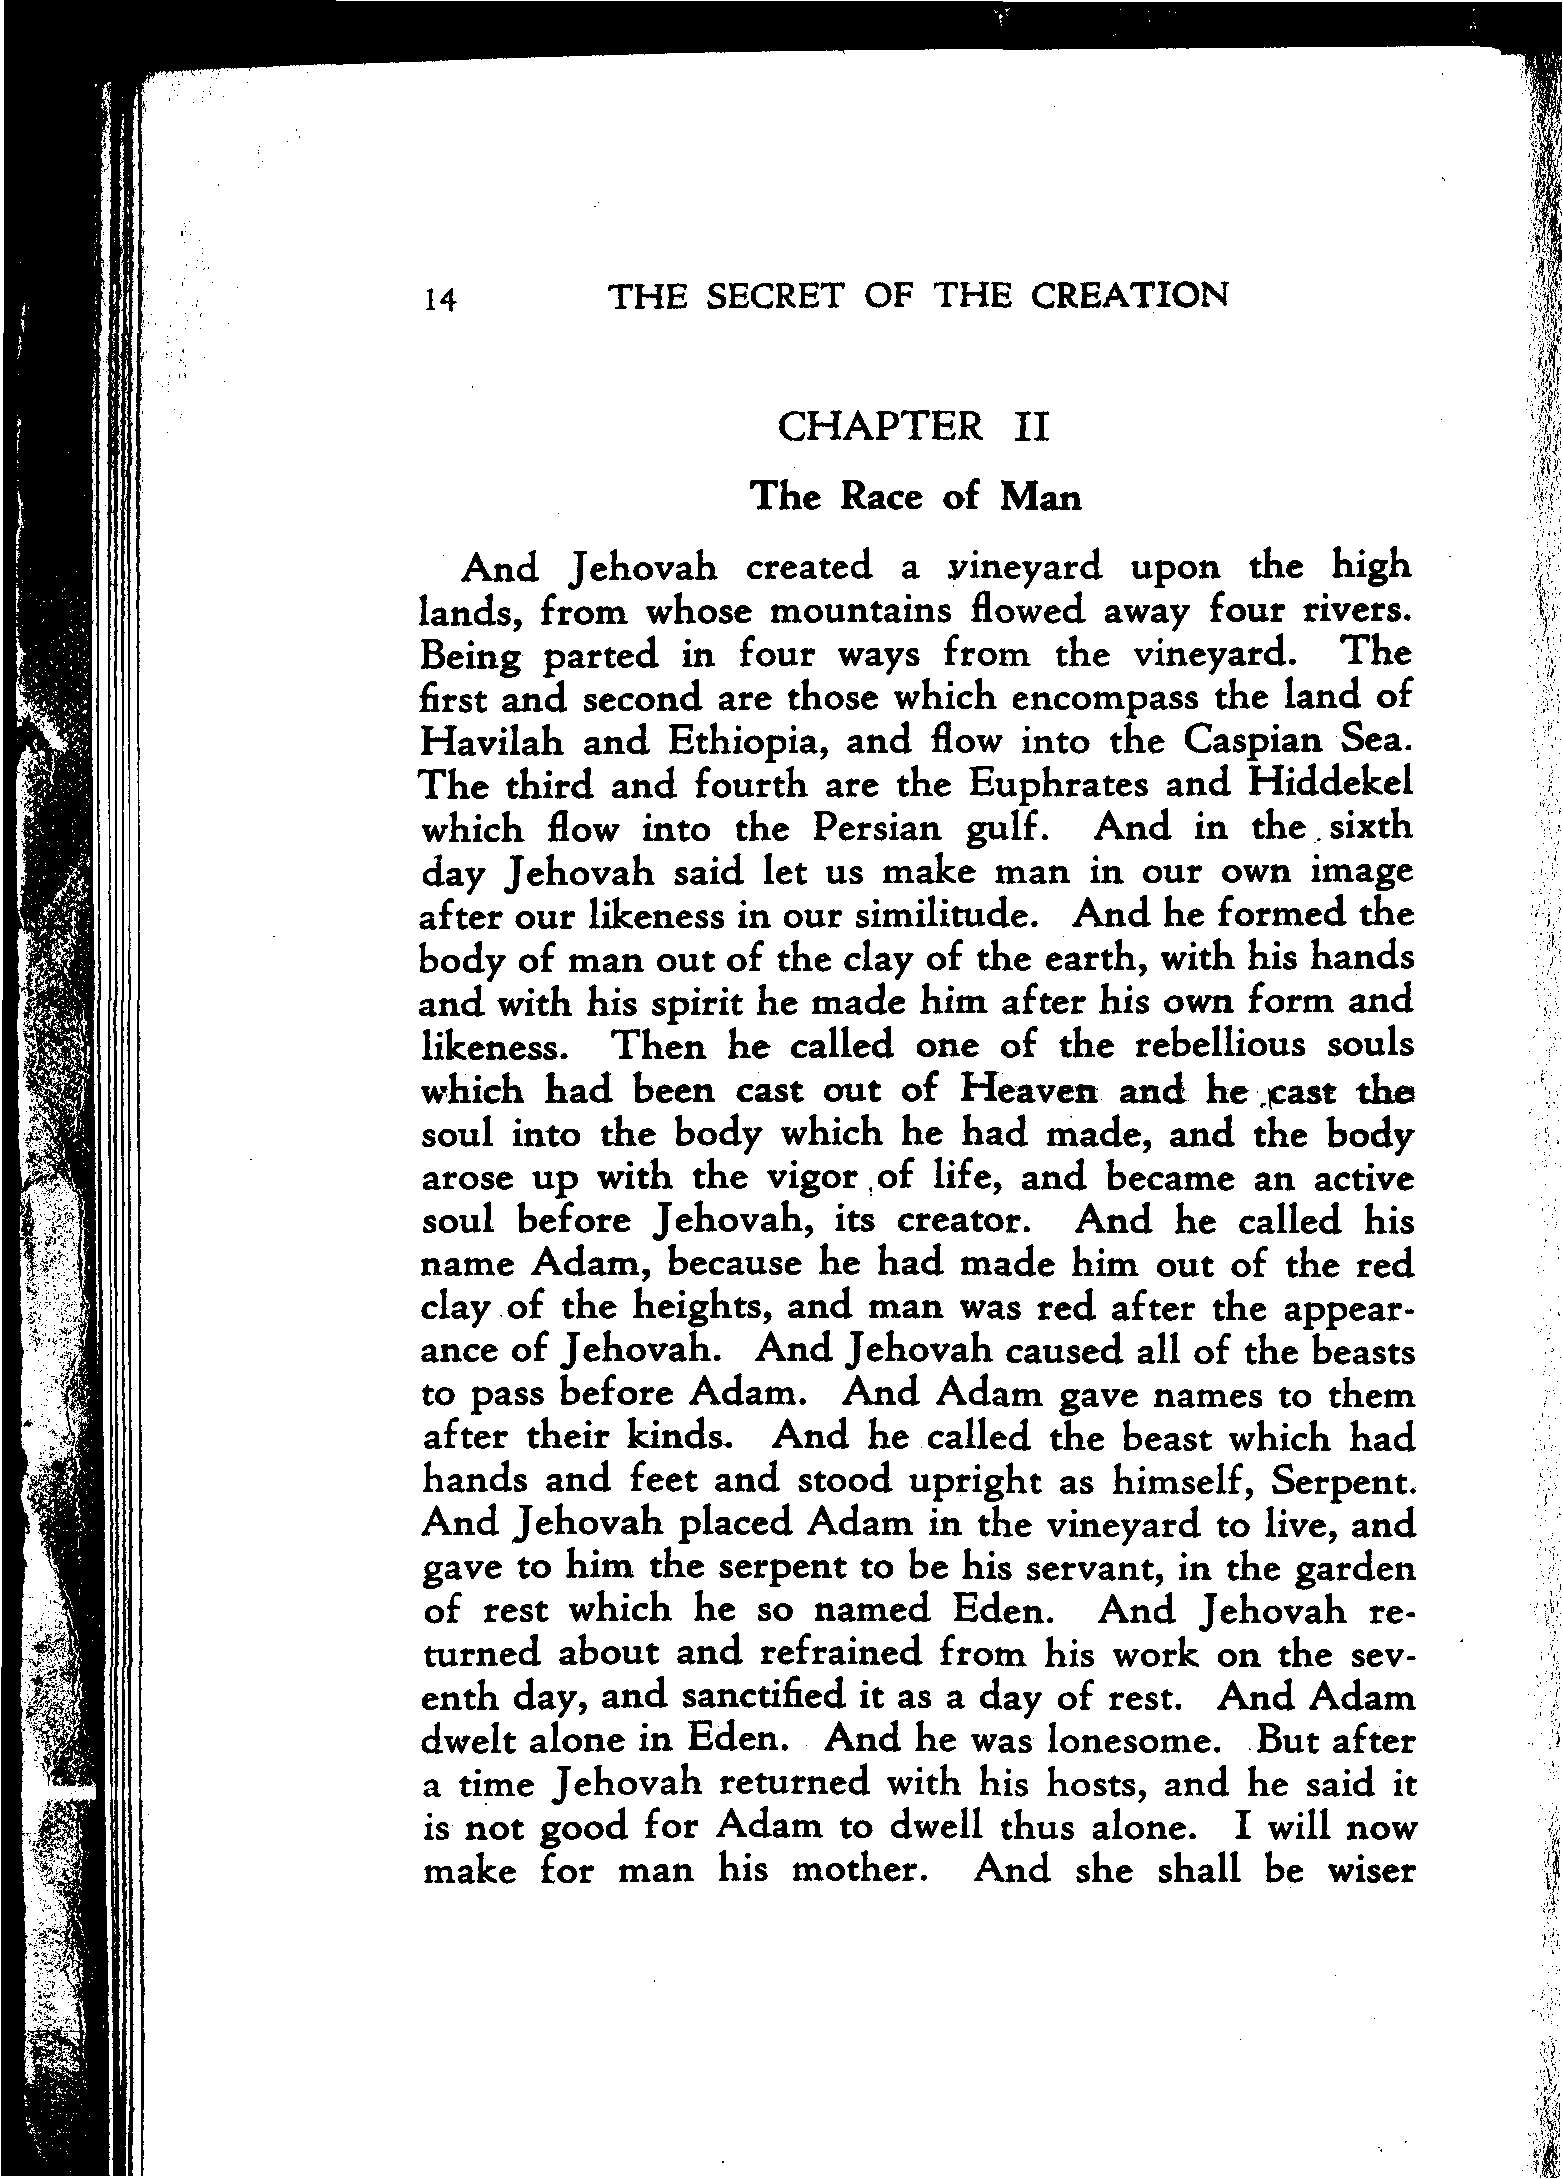 14 THE SECRET OF THE CREATION
CHAPTER II
The Race of Man
And Jehovah created a vineyard upon the high
lands, from whose mountains flowed away four rivers.
Being parted in four ways from the vineyard. The
first and second are those which encompass the land of
Havilah and Ethiopia, and flow into the Caspian Sea.
The third and fourth are the Euphrates and Hiddekel
which flow into the Persian gulf. And in the sixth
day Jehovah said let us make man in our own image
after our likeness in our similitude. And he formed the
body of man out of the clay of the earth, with his hands
and with his spirit he made him after his own form and
likeness. Then he called one of the rebellious souls
which had been cast out of Heaven and he cast the
soul into the body which he had made, and the body
arose up with the vigor of life, and became an active
soul before Jehovah, its creator. And he called his
name Adam, because he had made him out of the red
clay of the heights, and man was red after the appear-
ance of Jehovah. And Jehovah caused all of the beasts
to pass before Adam. And Adam gave names to them
after their kinds. And he called the beast which had
hands and feet and stood upright as himself, Serpent.
And Jehovah placed Adam in the vineyard to live, and
gave to him the serpent to be his servant, in the garden
of rest which he so named Eden. And Jehovah re-
turned about and refrained from his work on the sev-
enth day, and sanctified it as a day of rest. And Adam
dwelt alone in Eden. And he was lonesome. But after
a time Jehovah returned with his hosts, and he said it
is not good for Adam to dwell thus alone. I will now
make for man his mother. And she shall be wiser